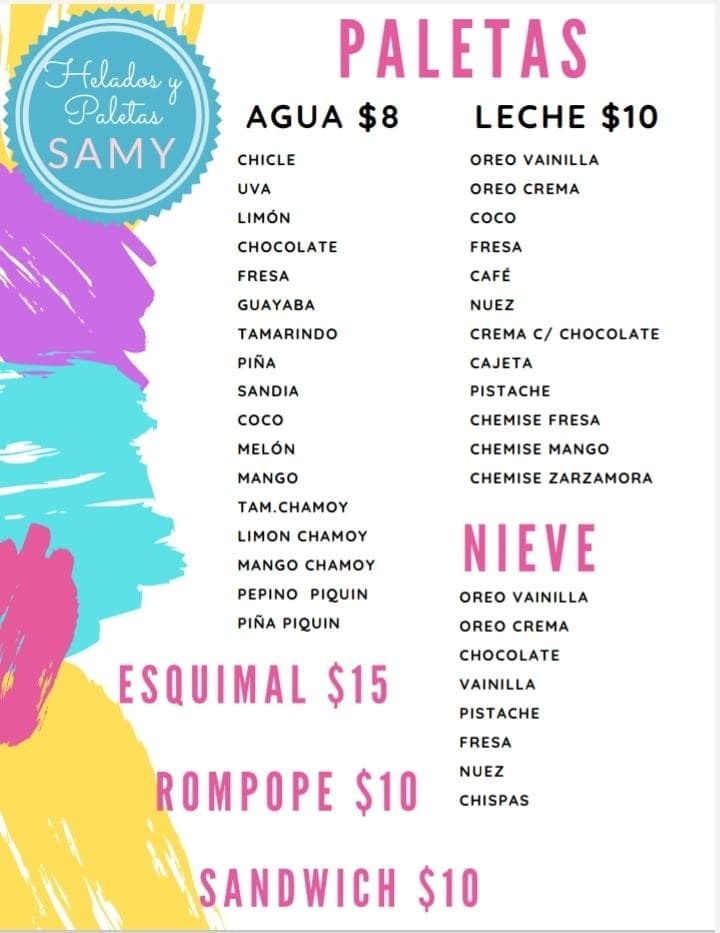 Helados y
Paletas
SAMY
PALETAS
AGUA $8
CHICLE
UVA
LIMÓN
CHOCOLATE
FRESA
GUAYABA
TAMARINDO
PIÑA
SANDIA
COCO
MELÓN
MANGO
TAM.CHAMOY
LIMON CHAMOY
MANGO CHAMOY
PEPINO PIQUIN
PIÑA PIQUIN
LECHE $10
OREO VAINILLA
OREO CREMA
COCO
FRESA
CAFÉ
NUEZ
CREMA C/ CHOCOLATE
CAJETA
PISTACHE
CHEMISE FRESA
CHEMISE MANGO
CHEMISE ZARZAMORA
NIEVE
OREO VAINILLA
OREO CREMA
CHOCOLATE
VAINILLA
PISTACHE
FRESA
NUEZ
CHISPAS
ESQUIMAL $15
ROMPOPE $10
SANDWICH $10